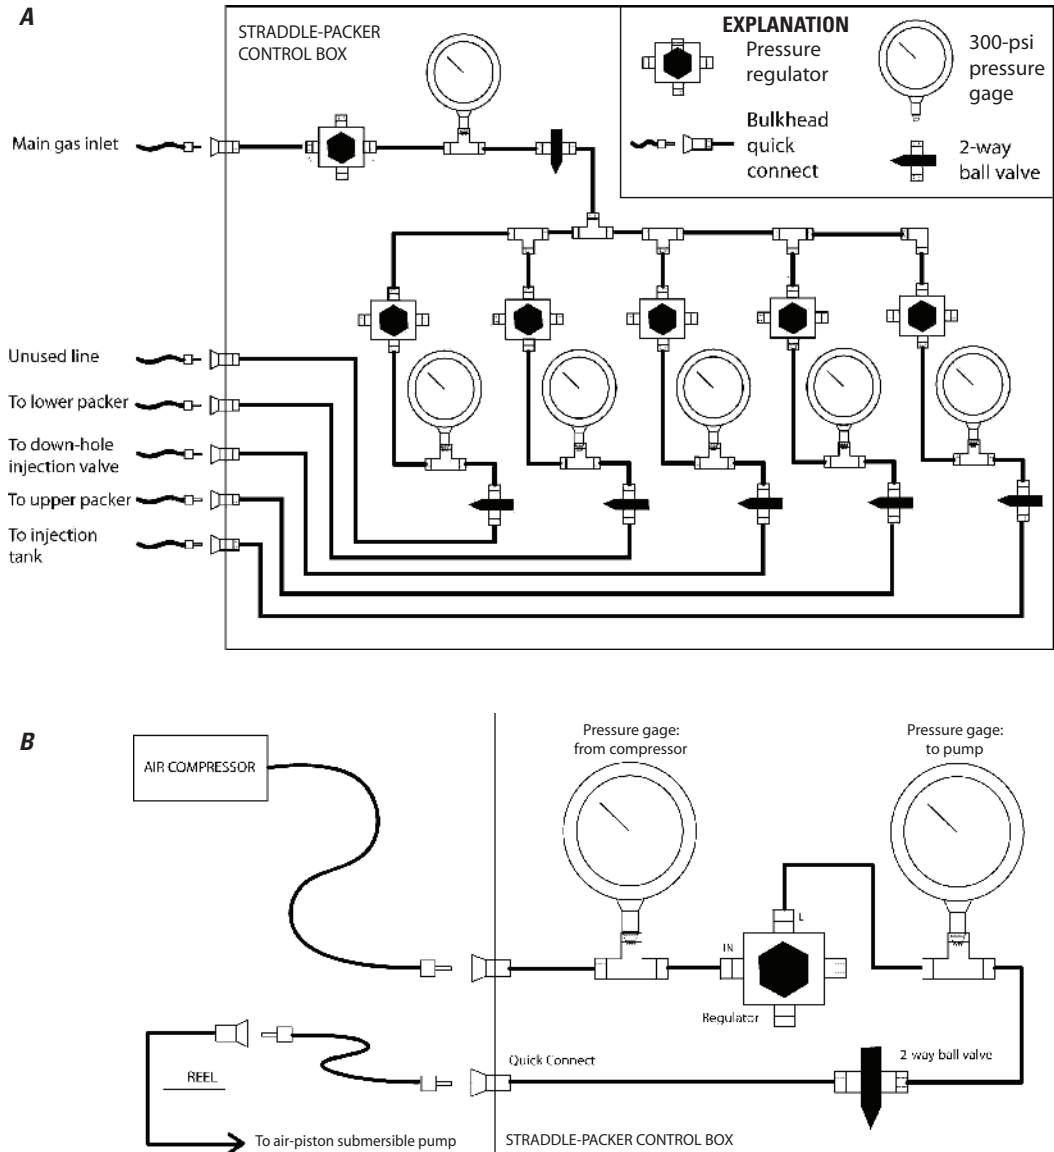 A
STRADDLE-PACKER
CONTROL BOX
EXPLANATION
Pressure
regulator
300-psi
pressure
gage
Bulkhead
quick
connect
2-way
ball valve
Main gas inlet
Unused line
To lower packer
To down-hole
injection valve
To upper packer
To injection
tank
B
AIR COMPRESSOR
Pressure gage:
from compressor
Pressure gage:
to pump
L
IN
Regulator
Quick Connect
2 way ball valve
REEL
To air-piston submersible pump
STRADDLE-PACKER CONTROL BOX